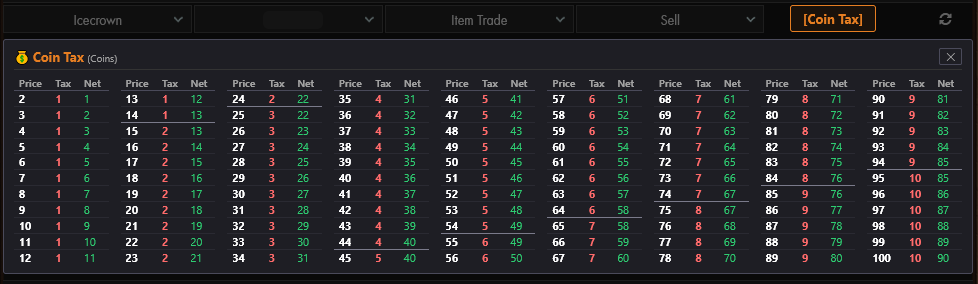 Icecrown Item Trade Sell [Coin Tax]
Coin Tax (Coins)
Price Tax Net Price Tax Net Price Tax Net Price Tax Net Price Tax Net Price Tax Net Price Tax Net Price Tax Net Price Tax Net
2 1 1 13 1 12 24 2 22 35 4 31 46 5 41 57 6 51 68 7 61 79 8 71 90 9 81
3 1 2 14 1 13 25 3 22 36 4 32 47 5 42 58 6 52 69 7 62 80 8 72 91 9 82
4 1 3 15 2 13 26 3 23 37 4 33 48 5 43 59 6 53 70 7 63 81 8 73 92 9 83
5 1 4 16 2 14 27 3 24 38 4 34 49 5 44 60 6 54 71 7 64 82 8 74 93 9 84
6 1 5 17 2 15 28 3 25 39 4 35 50 5 45 61 6 55 72 7 65 83 8 75 94 9 85
7 1 6 18 2 16 29 3 26 40 4 36 51 5 46 62 6 56 73 7 66 84 8 76 95 10 85
8 1 7 19 2 17 30 3 27 41 4 37 52 5 47 63 6 57 74 7 67 85 9 76 96 10 86
9 1 8 20 2 18 31 3 28 42 4 38 53 5 48 64 6 58 75 8 67 86 9 77 97 10 87
10 1 9 21 2 19 32 3 29 43 4 39 54 5 49 65 7 58 76 8 68 87 9 78 98 10 88
11 1 10 22 2 20 33 3 30 44 4 40 55 6 49 66 7 59 77 8 69 88 9 79 99 10 89
12 1 11 23 2 21 34 3 31 45 5 40 56 6 50 67 7 60 78 8 70 89 9 80 100 10 90